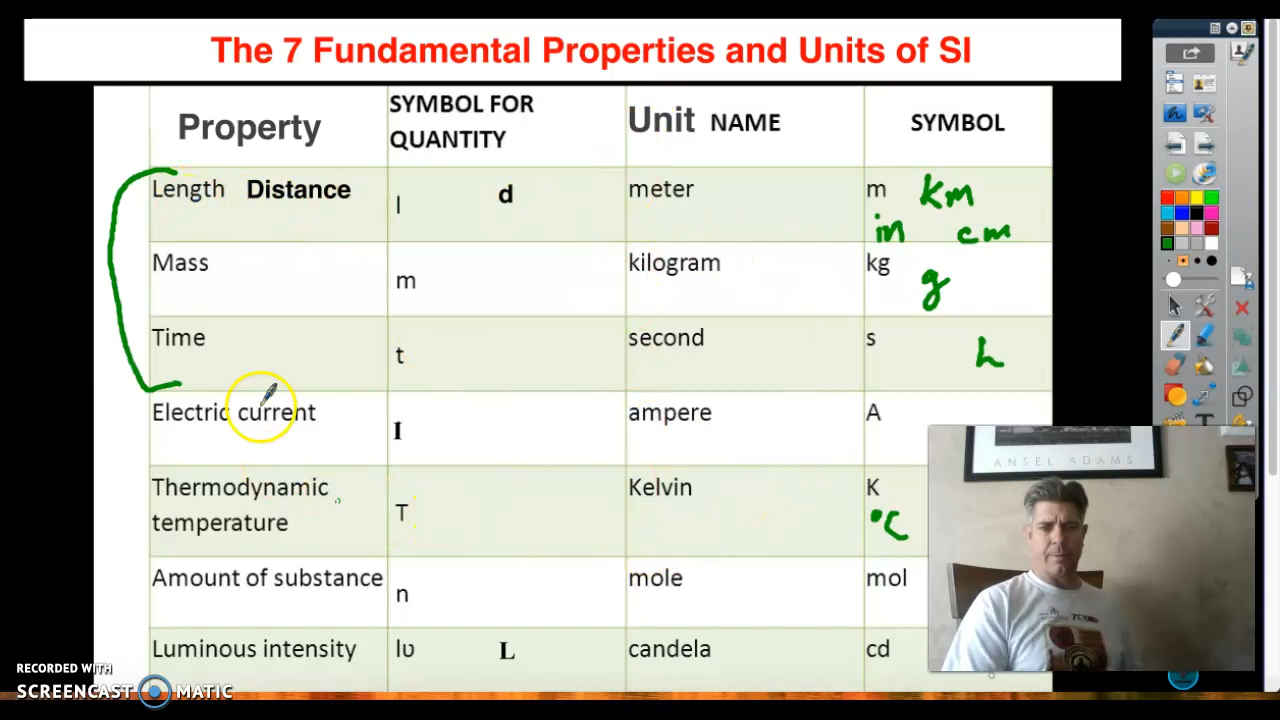 The 7 Fundamental Properties and Units of SI
Property
SYMBOL FOR
QUANTITY
Unit NAME
SYMBOL
Length Distance
l d
meter
m km
in cm
Mass
m
kilogram
kg
g
Time
t
second
s
h
Electric current
I
ampere
A
Thermodynamic
temperature
T
Kelvin
K
°C
Amount of substance
n
mole
mol
Luminous intensity
lʋ L
candela
cd
ANSEL ADAMS
RECORDED WITH
SCREENCAST MATIC